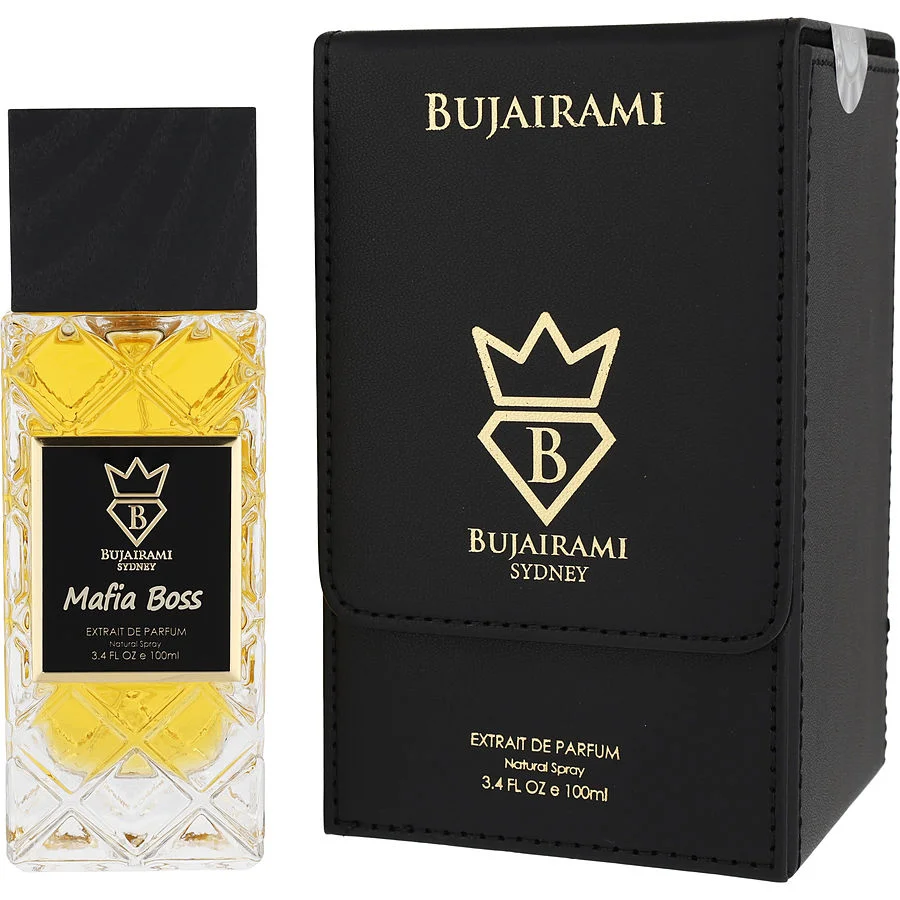 B
BUJAIRAMI
SYDNEY
Mafia Boss
EXTRAIT DE PARFUM
Natural Spray
3.4 FL OZ e 100ml
BUJAIRAMI
B
BUJAIRAMI
SYDNEY
EXTRAIT DE PARFUM
Natural Spray
3.4 FL OZ e 100ml